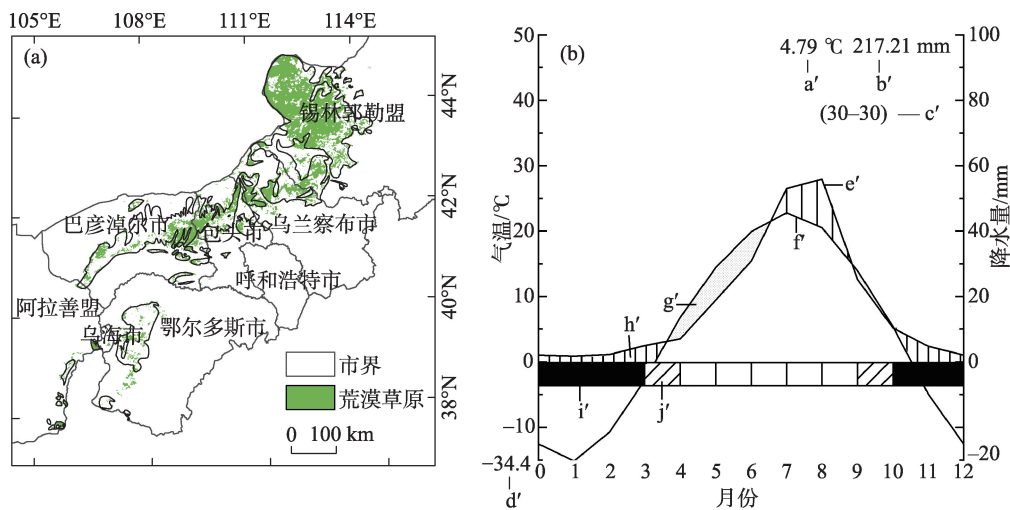 105°E 108°E 111°E 114°E
(a)
44°N
锡林郭勒盟
42°N
巴彦淖尔市 包头市 乌兰察布市
呼和浩特市
40°N
阿拉善盟
乌海市 鄂尔多斯市
市界
荒漠草原
38°N
0 100 km
(b)
4.79 ℃ 217.21 mm
a′ b′
(30–30) — c′
50 100
40 80
30 60
20 40
10 20
0 0
−10
−34.4 −20
d′
气温/℃
降水量/mm
e′
f′
g′
h′
i′ j′
0 1 2 3 4 5 6 7 8 9 10 11 12
月份